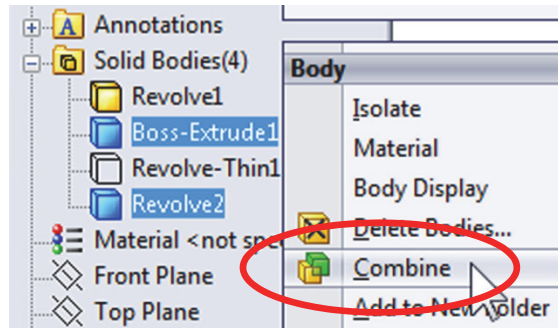 Annotations
Solid Bodies(4)
Revolve1
Boss-Extrude1
Revolve-Thin1
Revolve2
Material <not spe
Front Plane
Top Plane
Body
Isolate
Material
Body Display
Delete Bodies...
Combine
Add to New Folder